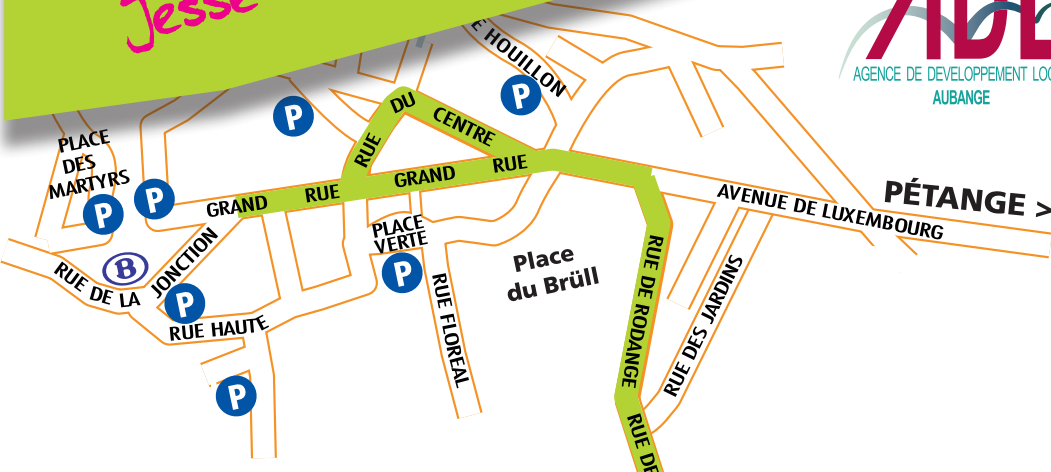 Jesse
ADL
AGENCE DE DEVELOPPEMENT LOC
AUBANGE
E HOUILLON
P
P
RUE DU CENTRE
PLACE
DES
MARTYRS
P
P
GRAND RUE GRAND RUE
AVENUE DE LUXEMBOURG
PÉTANGE >
PLACE
VERTE
P
Place
du Brüll
B
RUE DE LA JONCTION
P
RUE HAUTE
RUE FLOREAL
RUE DE RODANGE
RUE DES JARDINS
P
RUE DE